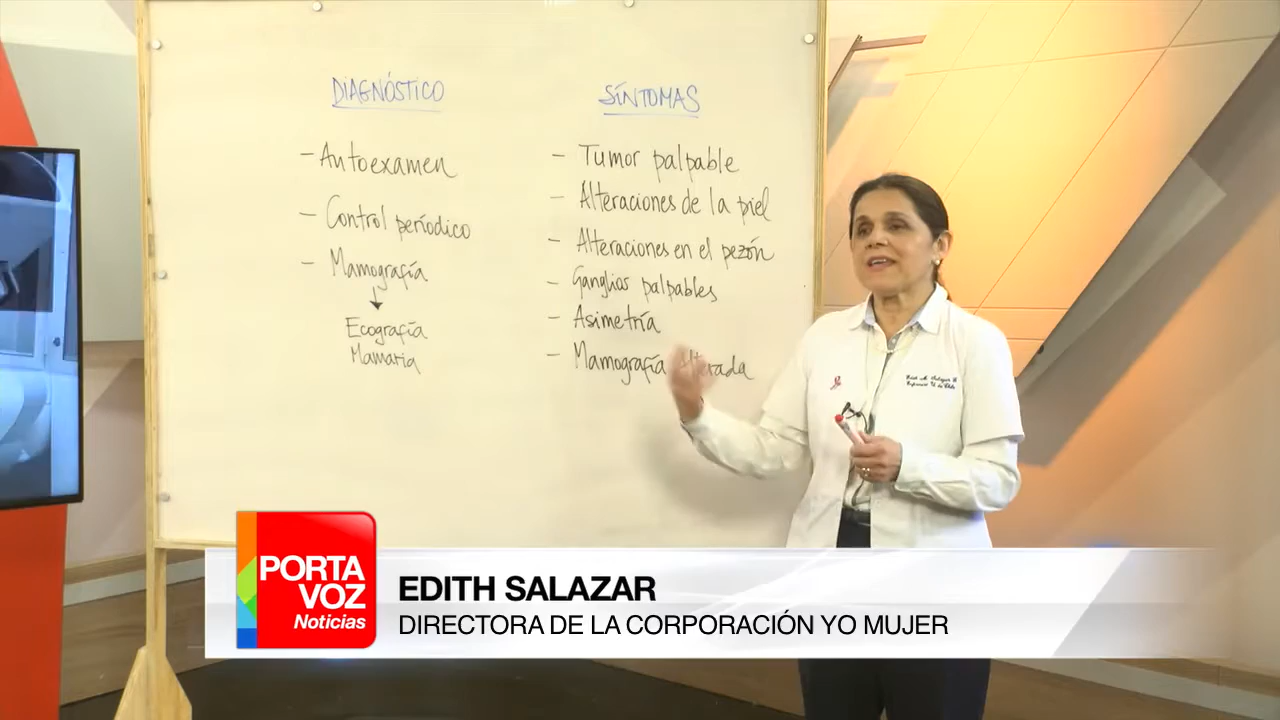 DIAGNÓSTICO
- Autoexamen
- Control períodico
- Mamografía
Ecografía
Mamaria
SÍNTOMAS
- Tumor palpable
- Alteraciones de la piel
- Alteraciones en el pezón
- Ganglios palpables
- Asimetría
- Mamografía Alterada
PORTA
VOZ
Noticias
EDITH SALAZAR
DIRECTORA DE LA CORPORACIÓN YO MUJER